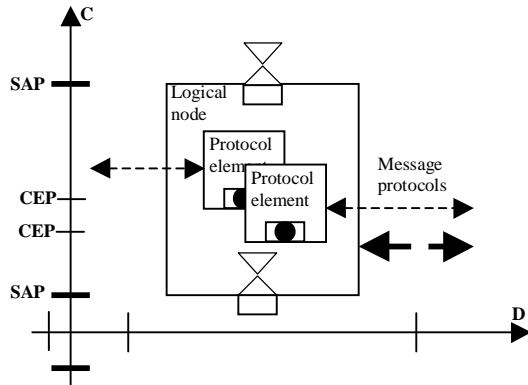 C
SAP
Logical
node
Protocol
element
Protocol
element
Message
protocols
CEP
CEP
SAP
D